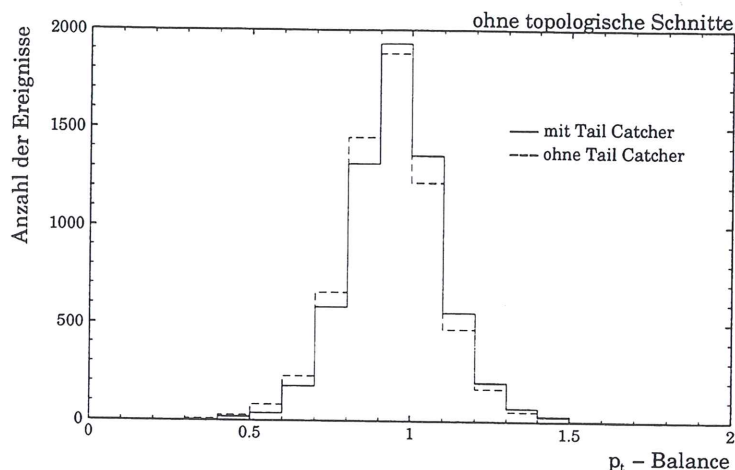 ohne topologische Schnitte
Anzahl der Ereignisse
2000
1500
1000
500
0
mit Tail Catcher
ohne Tail Catcher
0
0.5
1
1.5
2
pt – Balance